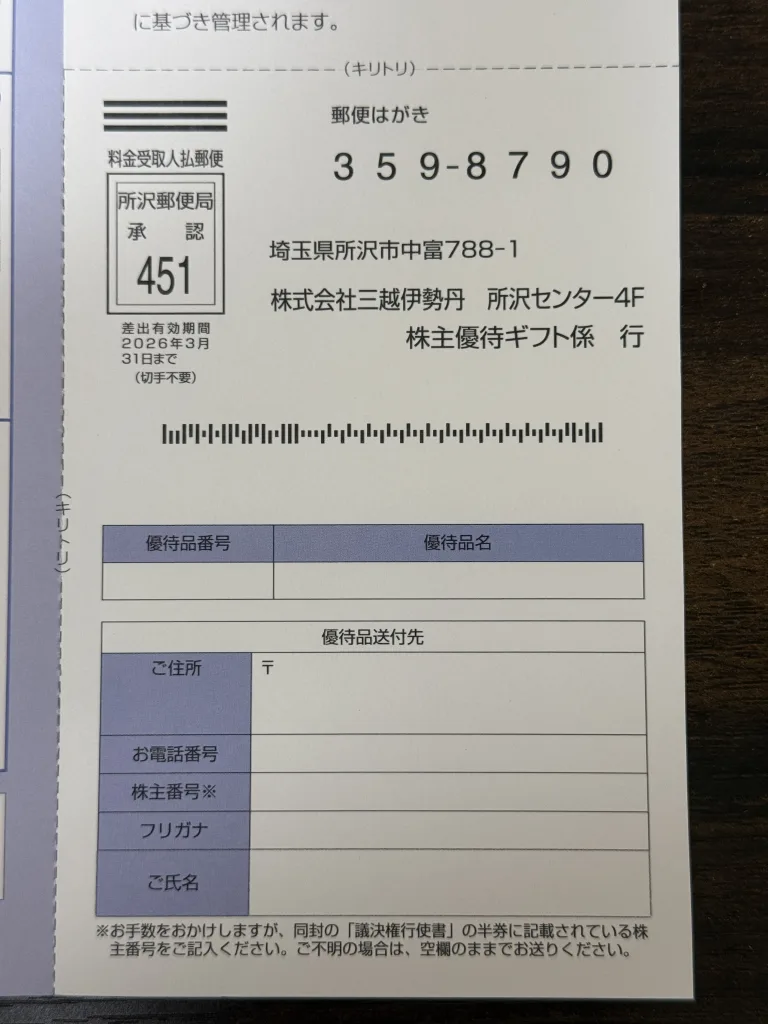 に基づき管理されます。
（キリトリ）
郵便はがき
料金受取人払郵便
359-8790
所沢郵便局
承 認
451
差出有効期間
2026年3月
31日まで
（切手不要）
埼玉県所沢市中富788-1
株式会社三越伊勢丹 所沢センター4F
株主優待ギフト係 行
（キリトリ）
優待品番号 優待品名
優待品送付先
ご住所 〒
お電話番号
株主番号※
フリガナ
ご氏名
※お手数をおかけしますが、同封の「議決権行使書」の半券に記載されている株
主番号をご記入ください。ご不明の場合は、空欄のままでお送りください。